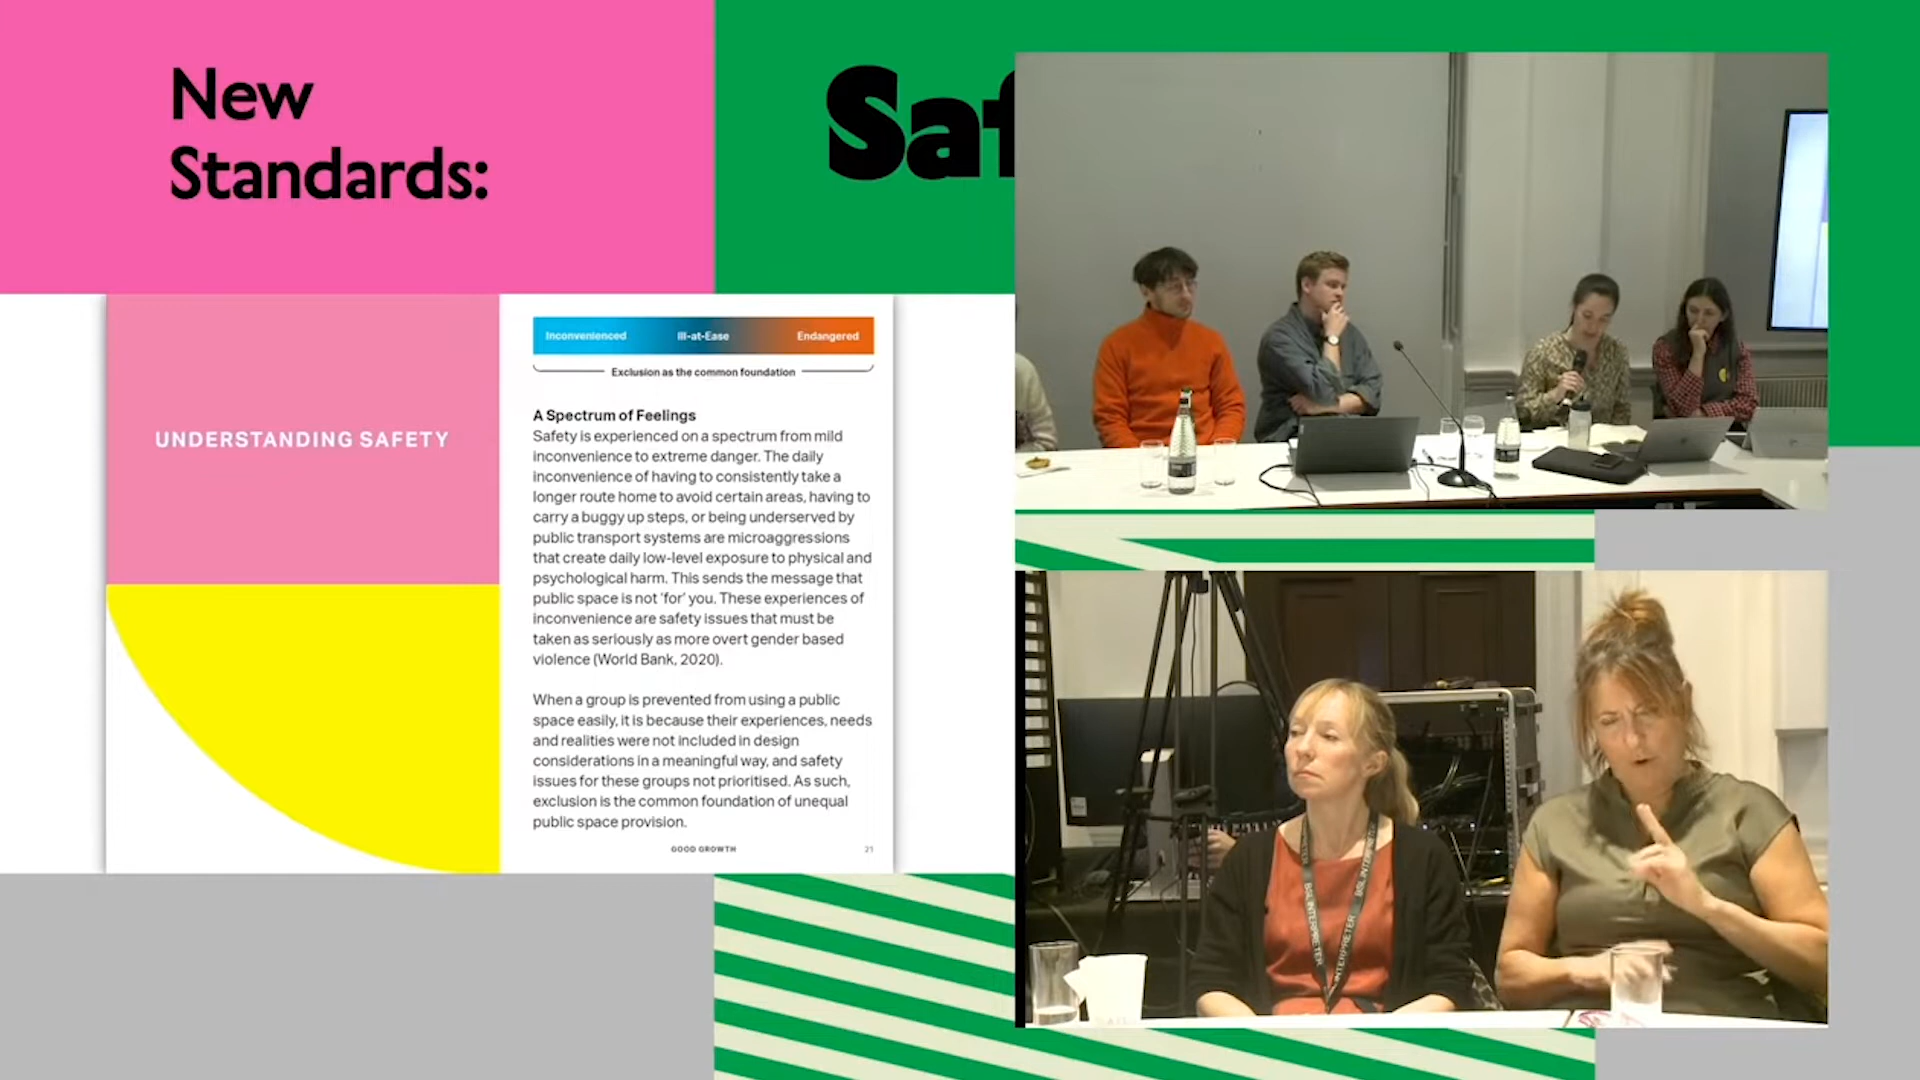 New
Standards:
Saf
UNDERSTANDING SAFETY
Inconvenienced Ill-at-Ease Endangered
Exclusion as the common foundation
A Spectrum of Feelings
Safety is experienced on a spectrum from mild
inconvenience to extreme danger. The daily
inconvenience of having to consistently take a
longer route home to avoid certain areas, having to
carry a buggy up steps, or being underserved by
public transport systems are microaggressions
that create daily low-level exposure to physical and
psychological harm. This sends the message that
public space is not ‘for’ you. These experiences of
inconvenience are safety issues that must be
taken as seriously as more overt gender based
violence (World Bank, 2020).
When a group is prevented from using a public
space easily, it is because their experiences, needs
and realities were not included in design
considerations in a meaningful way, and safety
issues for these groups not prioritised. As such,
exclusion is the common foundation of unequal
public space provision.
GOOD GROWTH 21
BSL INTERPRETER
BSL INTERPRETER
INTERPRETER